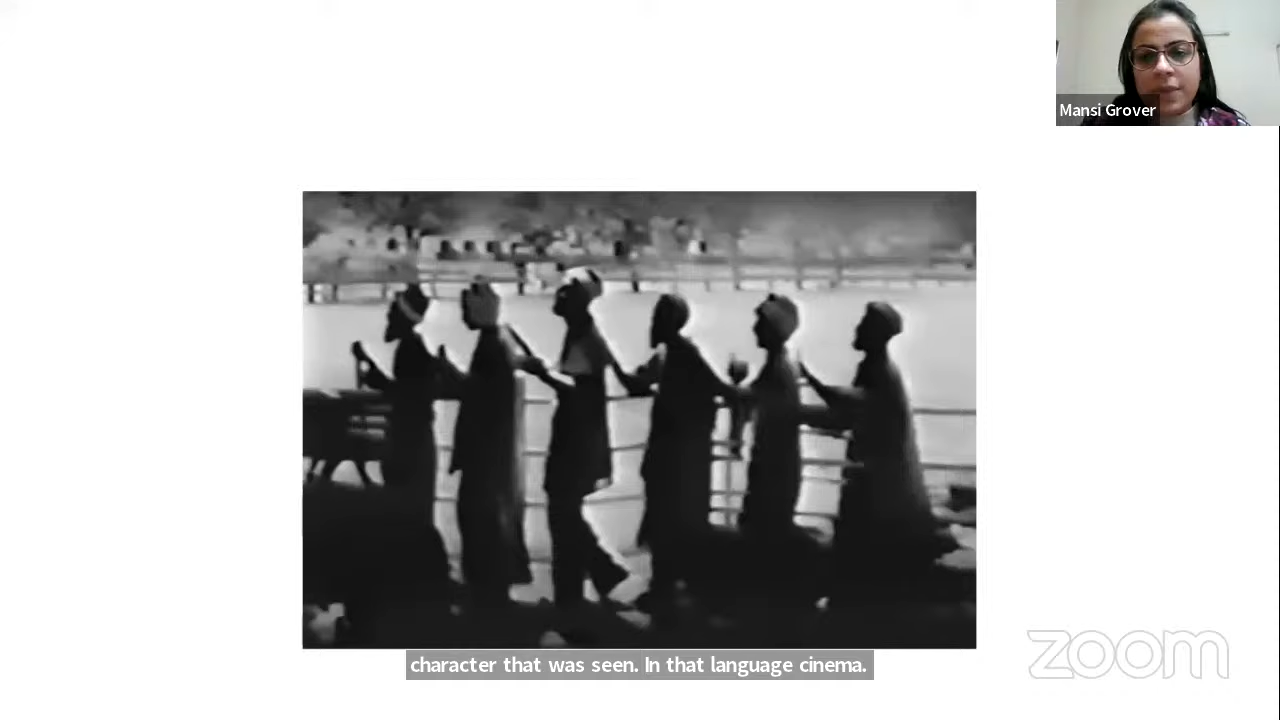 Mansi Grover
character that was seen. In that language cinema.
zoom